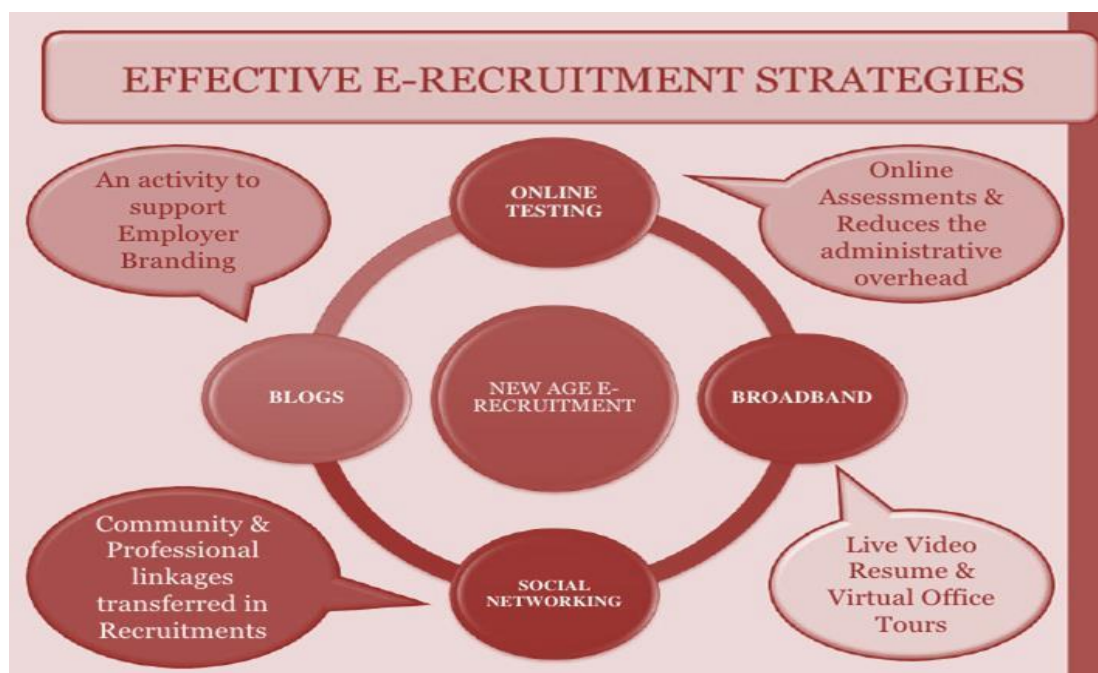 EFFECTIVE E-RECRUITMENT STRATEGIES
An activity to
support
Employer
Branding
ONLINE
TESTING
Online
Assessments &
Reduces the
administrative
overhead
BLOGS
NEW AGE E-
RECRUITMENT
BROADBAND
Community &
Professional
linkages
transferred in
Recruitments
SOCIAL
NETWORKING
Live Video
Resume &
Virtual Office
Tours